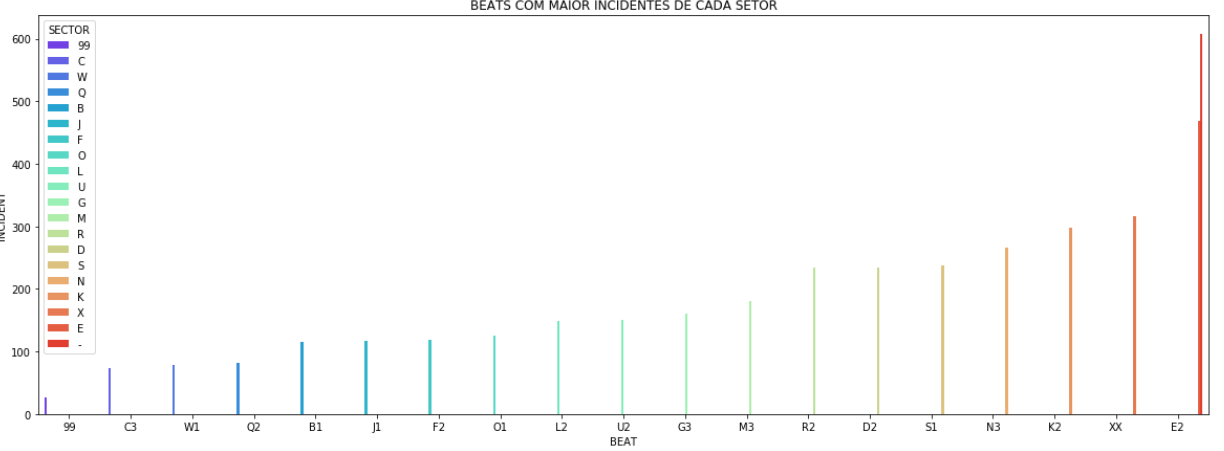 BEATS COM MAIOR INCIDENTES DE CADA SETOR
SECTOR
99
C
W
Q
B
J
F
O
L
U
G
M
R
D
S
N
K
X
E
-
600
500
400
300
200
100
0
INCIDENT
99 C3 W1 Q2 B1 J1 F2 O1 L2 U2 G3 M3 R2 D2 S1 N3 K2 XX E2
BEAT